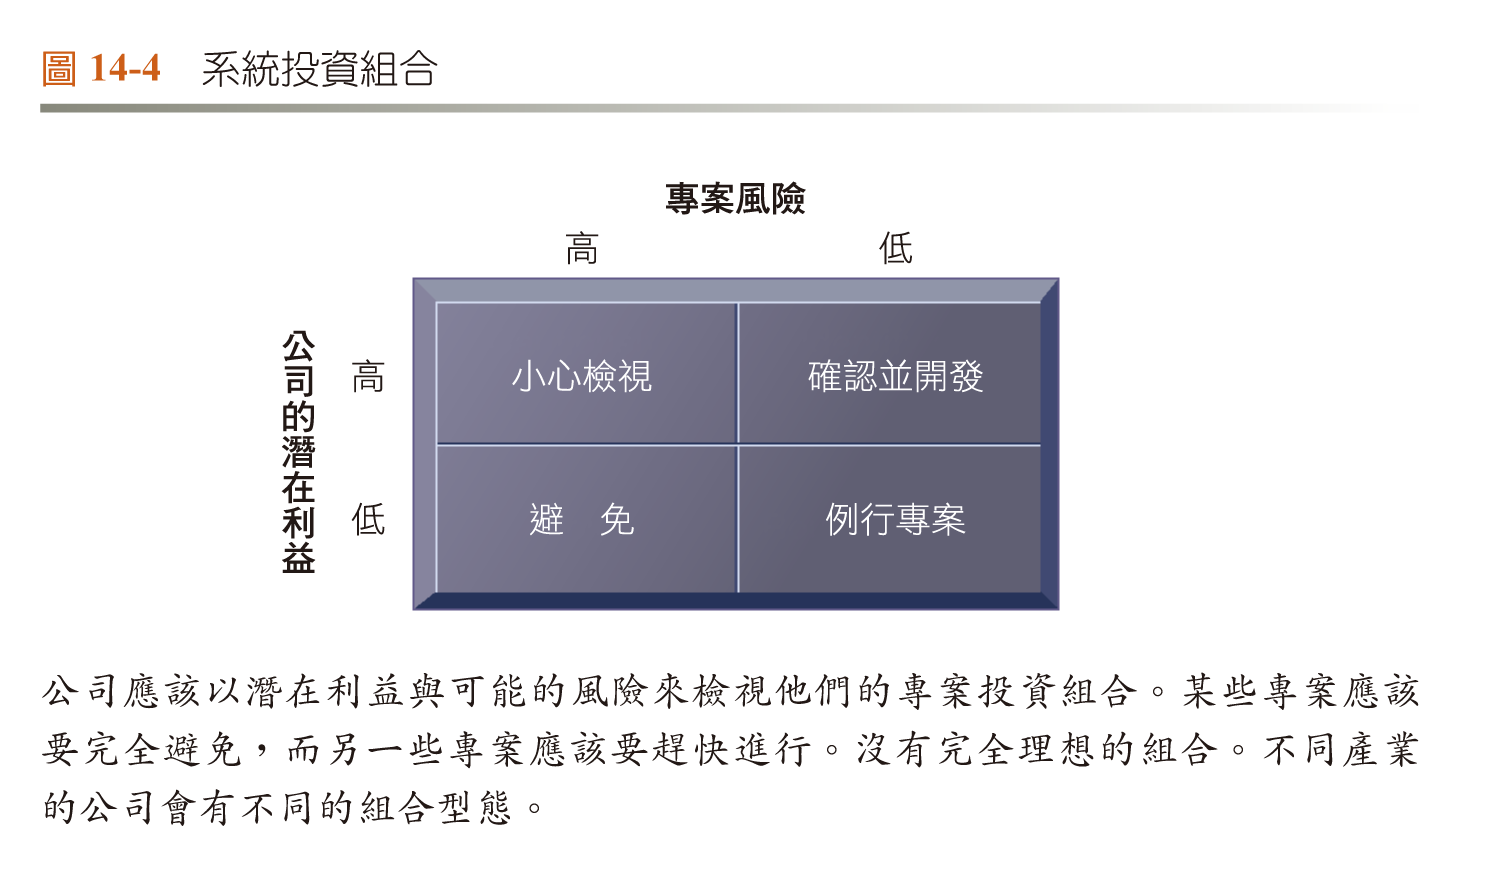 圖 14-4 系統投資組合
專案風險
高 低
公司的潛在利益
高 小心檢視 確認並開發
低 避 免 例行專案
公司應該以潛在利益與可能的風險來檢視他們的專案投資組合。某些專案應該
要完全避免，而另一些專案應該要趕快進行。沒有完全理想的組合。不同產業
的公司會有不同的組合型態。